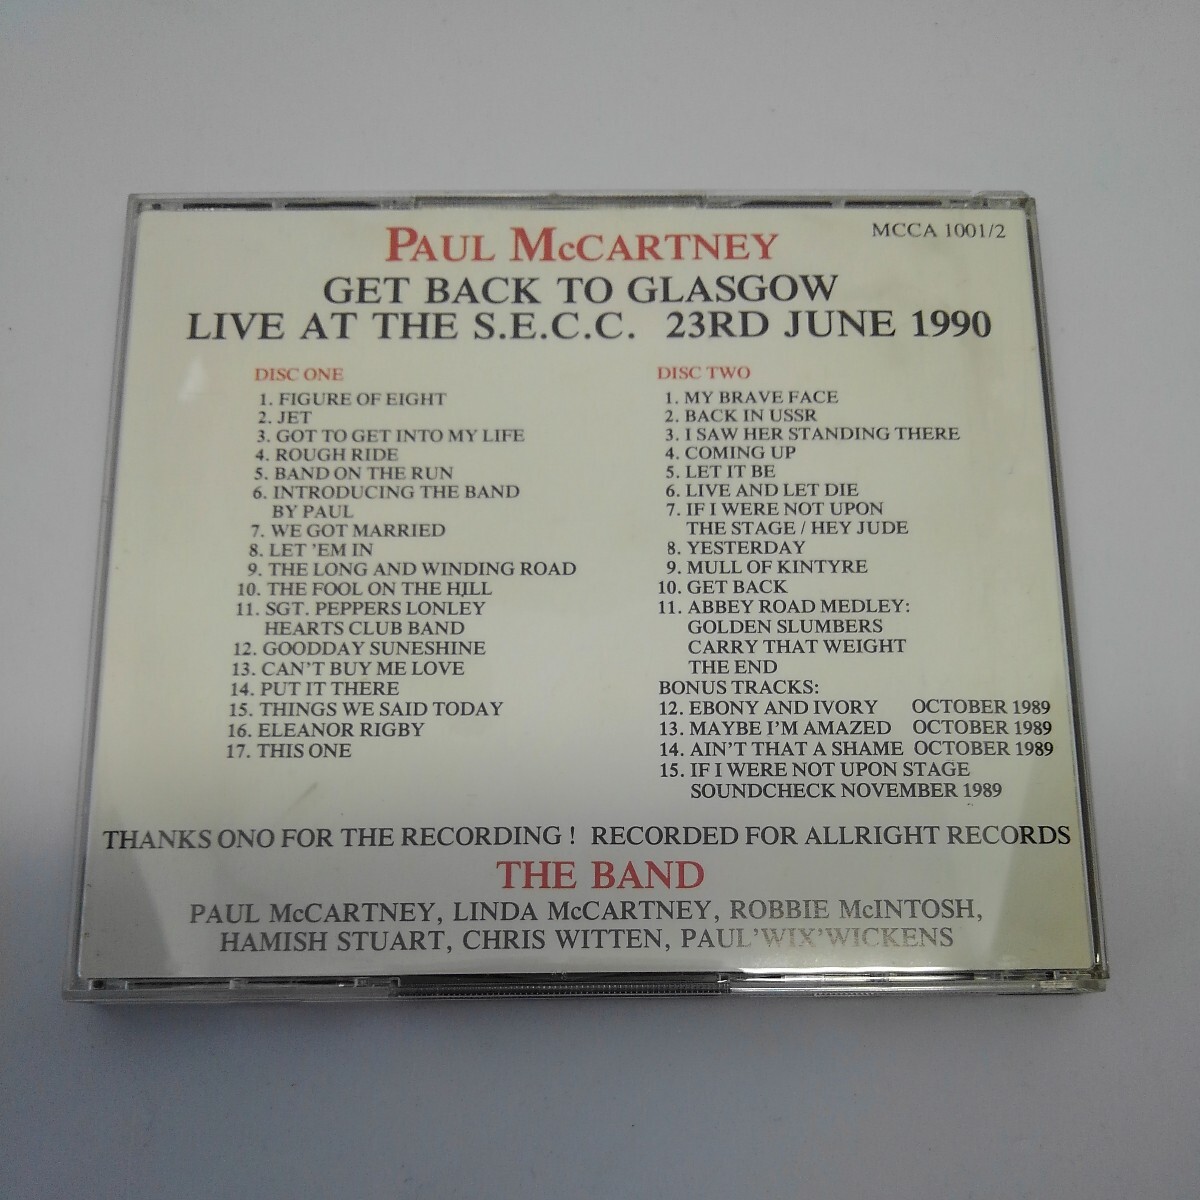 MCCA 1001/2
PAUL McCARTNEY
GET BACK TO GLASGOW
LIVE AT THE S.E.C.C. 23RD JUNE 1990
DISC ONE
1. FIGURE OF EIGHT
2. JET
3. GOT TO GET INTO MY LIFE
4. ROUGH RIDE
5. BAND ON THE RUN
6. INTRODUCING THE BAND
BY PAUL
7. WE GOT MARRIED
8. LET 'EM IN
9. THE LONG AND WINDING ROAD
10. THE FOOL ON THE HILL
11. SGT. PEPPERS LONLEY
HEARTS CLUB BAND
12. GOODDAY SUNESHINE
13. CAN'T BUY ME LOVE
14. PUT IT THERE
15. THINGS WE SAID TODAY
16. ELEANOR RIGBY
17. THIS ONE
DISC TWO
1. MY BRAVE FACE
2. BACK IN USSR
3. I SAW HER STANDING THERE
4. COMING UP
5. LET IT BE
6. LIVE AND LET DIE
7. IF I WERE NOT UPON
THE STAGE / HEY JUDE
8. YESTERDAY
9. MULL OF KINTYRE
10. GET BACK
11. ABBEY ROAD MEDLEY:
GOLDEN SLUMBERS
CARRY THAT WEIGHT
THE END
BONUS TRACKS:
12. EBONY AND IVORY OCTOBER 1989
13. MAYBE I'M AMAZED OCTOBER 1989
14. AIN'T THAT A SHAME OCTOBER 1989
15. IF I WERE NOT UPON STAGE
SOUNDCHECK NOVEMBER 1989
THANKS ONO FOR THE RECORDING! RECORDED FOR ALLRIGHT RECORDS
THE BAND
PAUL McCARTNEY, LINDA McCARTNEY, ROBBIE McINTOSH,
HAMISH STUART, CHRIS WITTEN, PAUL'WIX'WICKENS